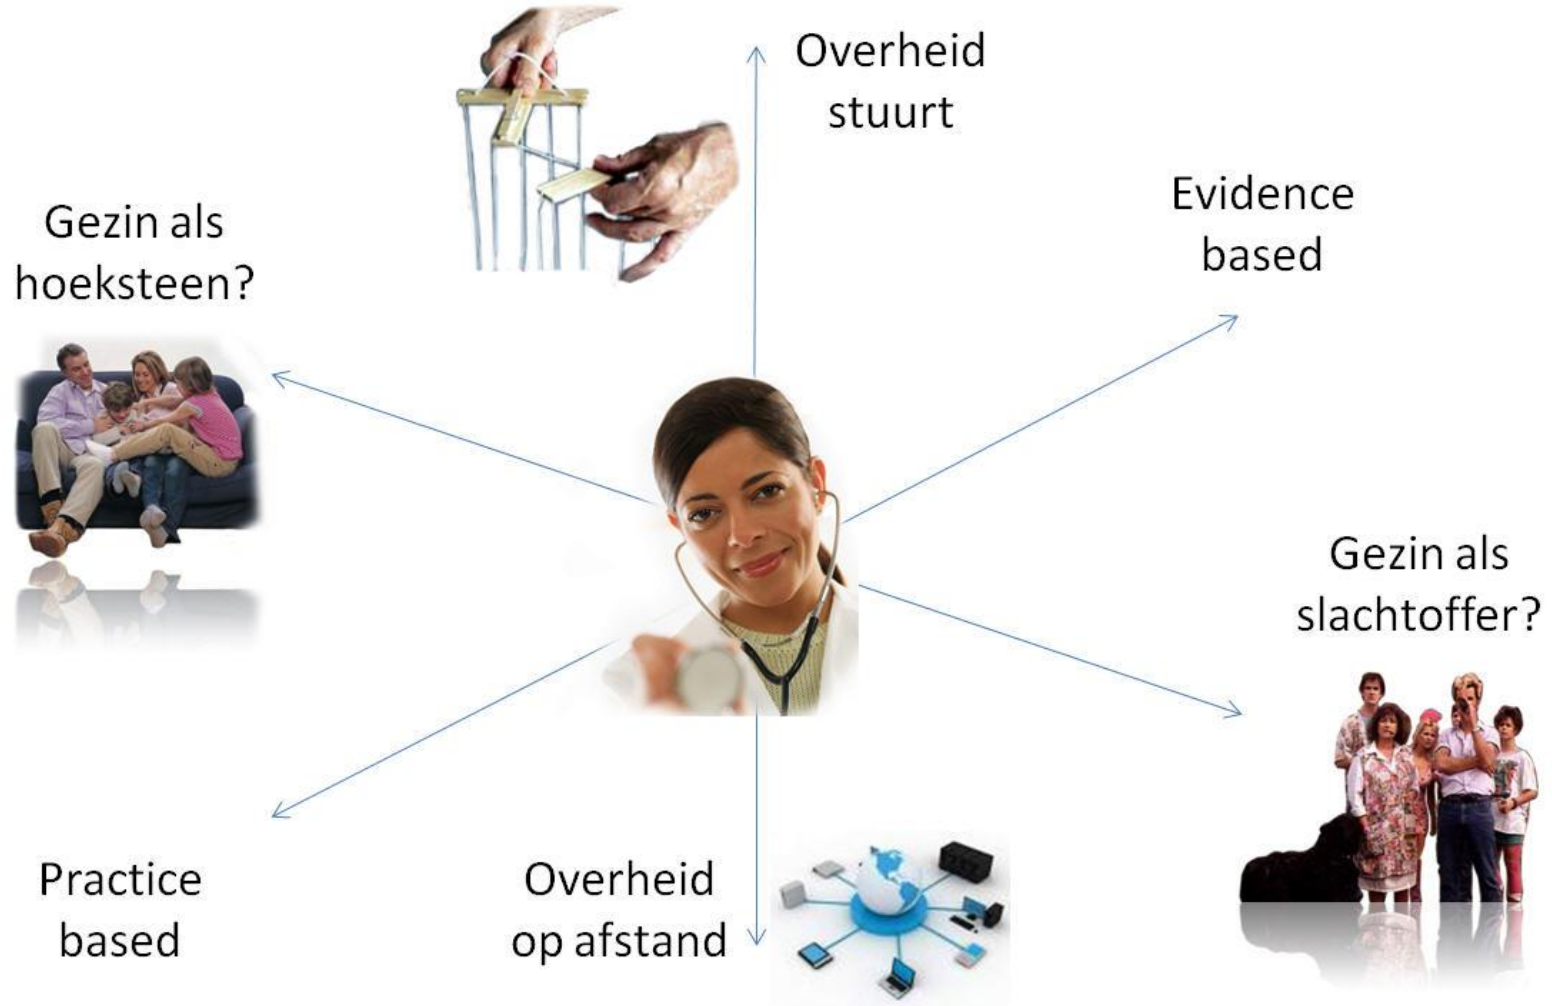 Overheid
stuurt
Evidence
based
Gezin als
hoeksteen?
Gezin als
slachtoffer?
Practice
based
Overheid
op afstand